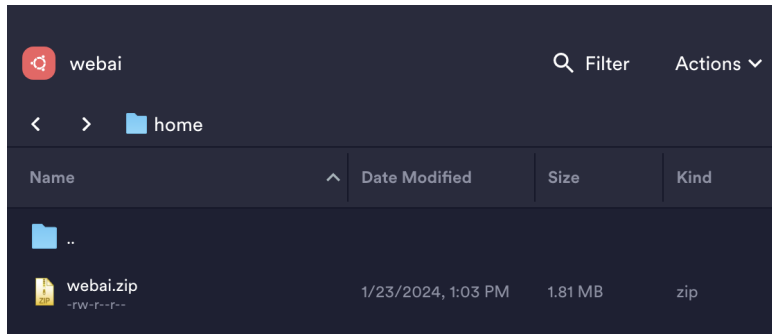 webai Filter Actions
home
Name Date Modified Size Kind
..
webai.zip 1/23/2024, 1:03 PM 1.81 MB zip
ZIP
-rw-r--r--